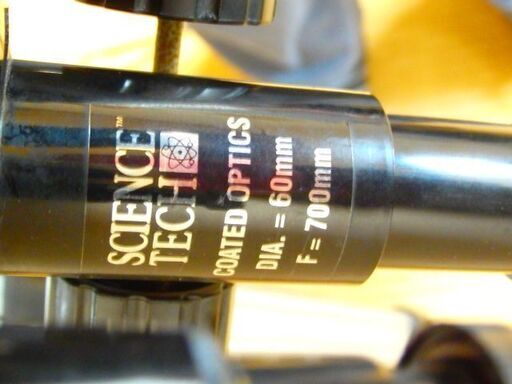 SCIENCE™
TECH
COATED OPTICS
DIA. = 60mm
F = 700mm